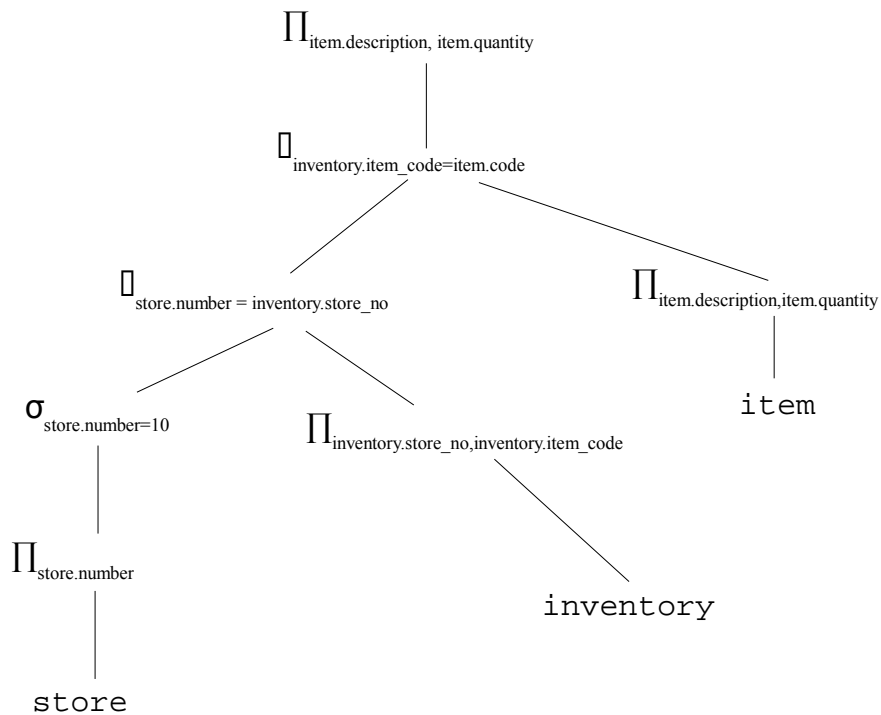 ∏item.description, item.quantity
▯inventory.item_code=item.code
▯store.number = inventory.store_no
∏item.description,item.quantity
σstore.number=10
item
∏inventory.store_no,inventory.item_code
∏store.number
inventory
store